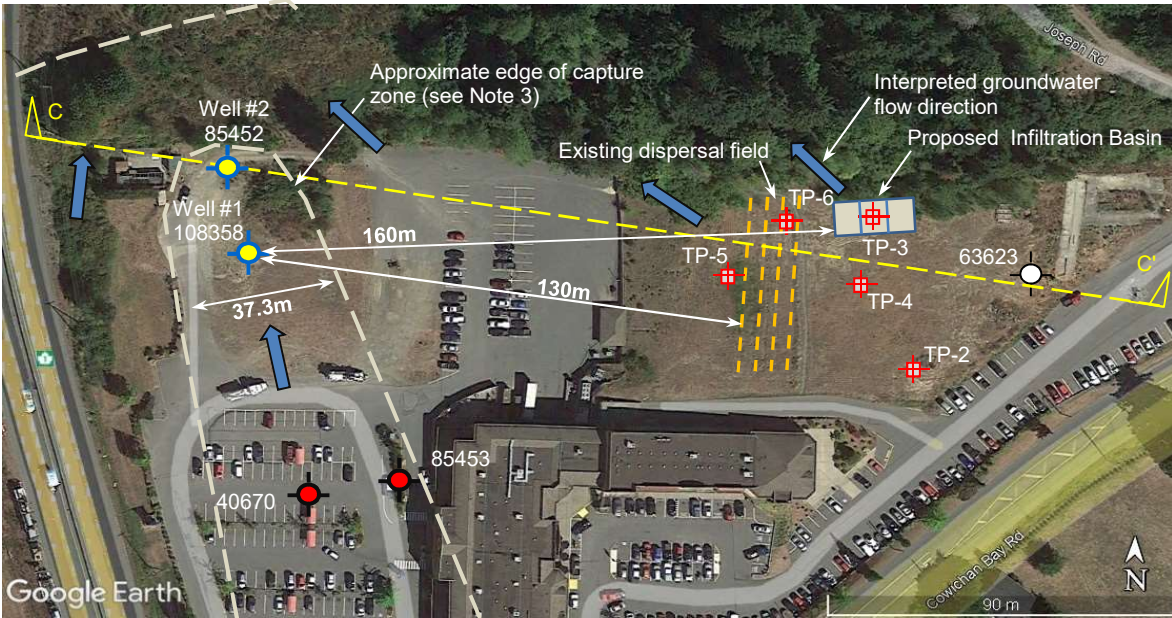 Joseph Rd
Approximate edge of capture
zone (see Note 3)
Interpreted groundwater
flow direction
C
Well #2
85452
Proposed Infiltration Basin
Existing dispersal field
TP-6
Well #1
108358
160m
TP-3
63623
TP-5
C'
130m
TP-4
37.3m
TP-2
85453
40670
Cowichan Bay Rd
N
Google Earth
90 m